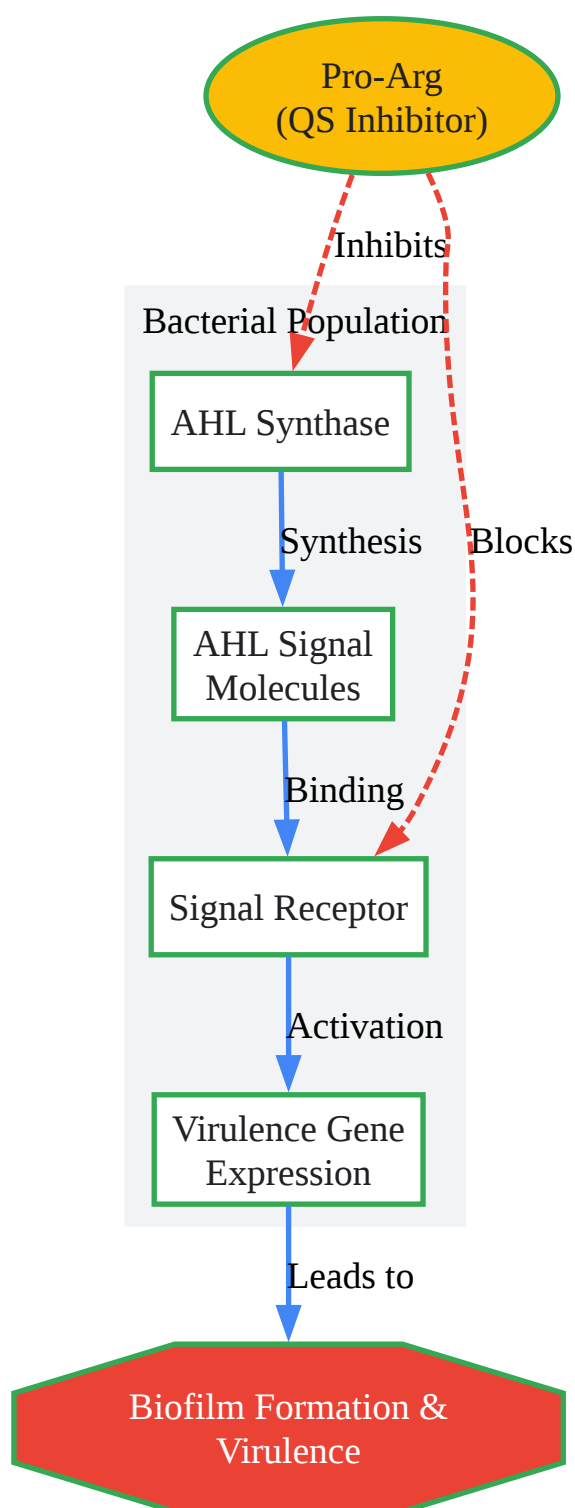 Pro-Arg
(QS Inhibitor)
Inhibits
Bacterial Population
AHL Synthase
Synthesis
Blocks
AHL Signal
Molecules
Binding
Signal Receptor
Activation
Virulence Gene
Expression
Leads to
Biofilm Formation &
Virulence